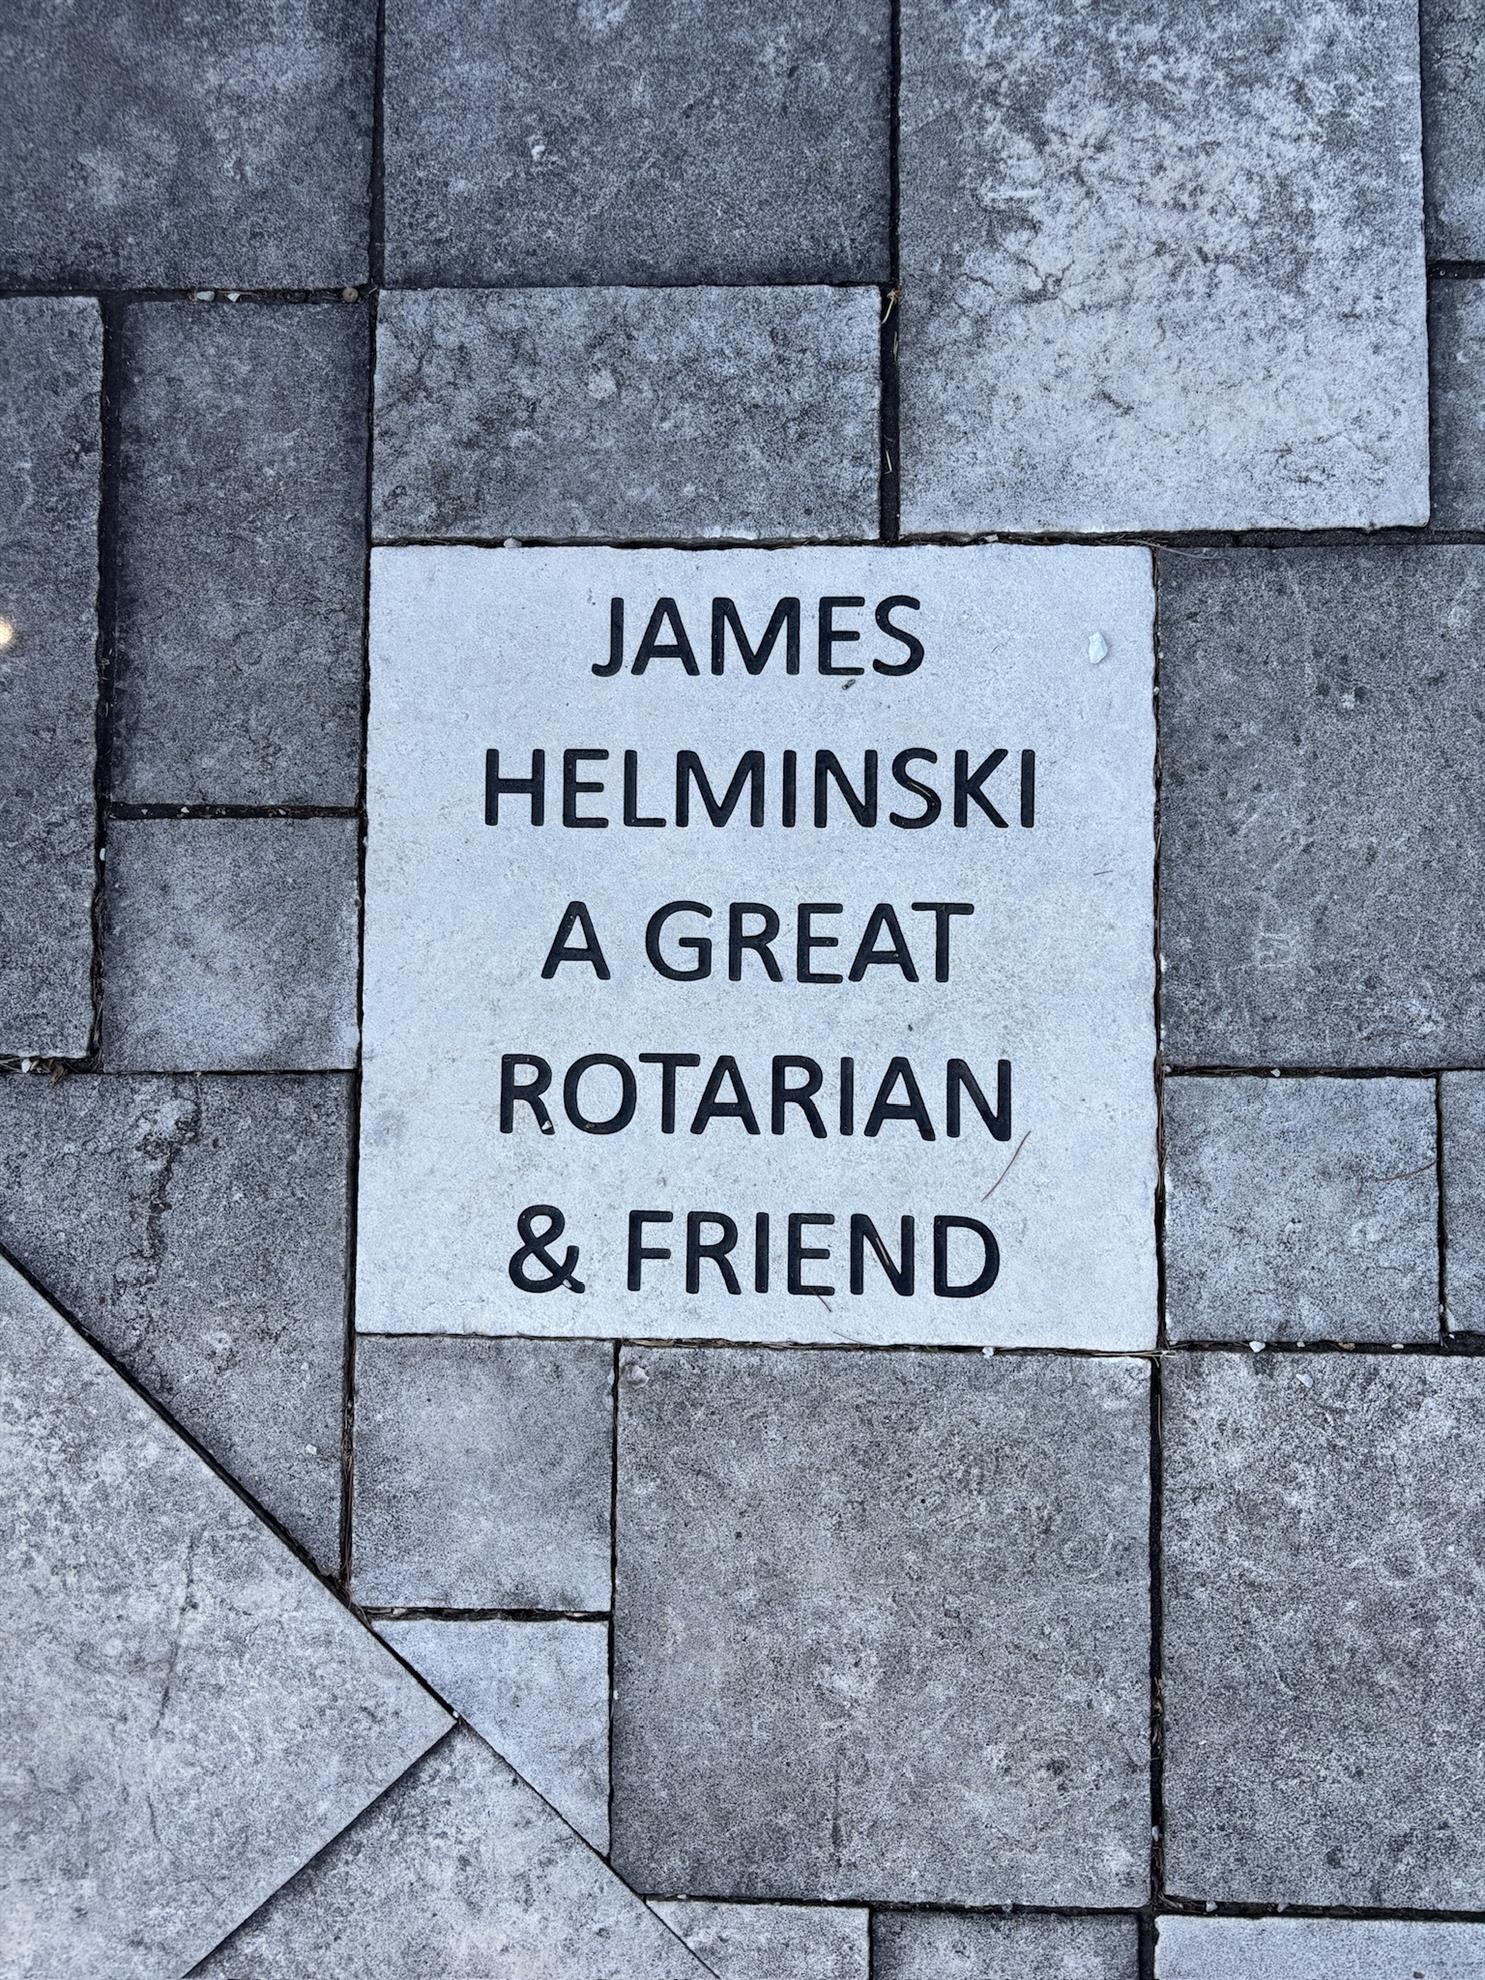 JAMES
HELMINSKI
A GREAT
ROTARIAN
& FRIEND